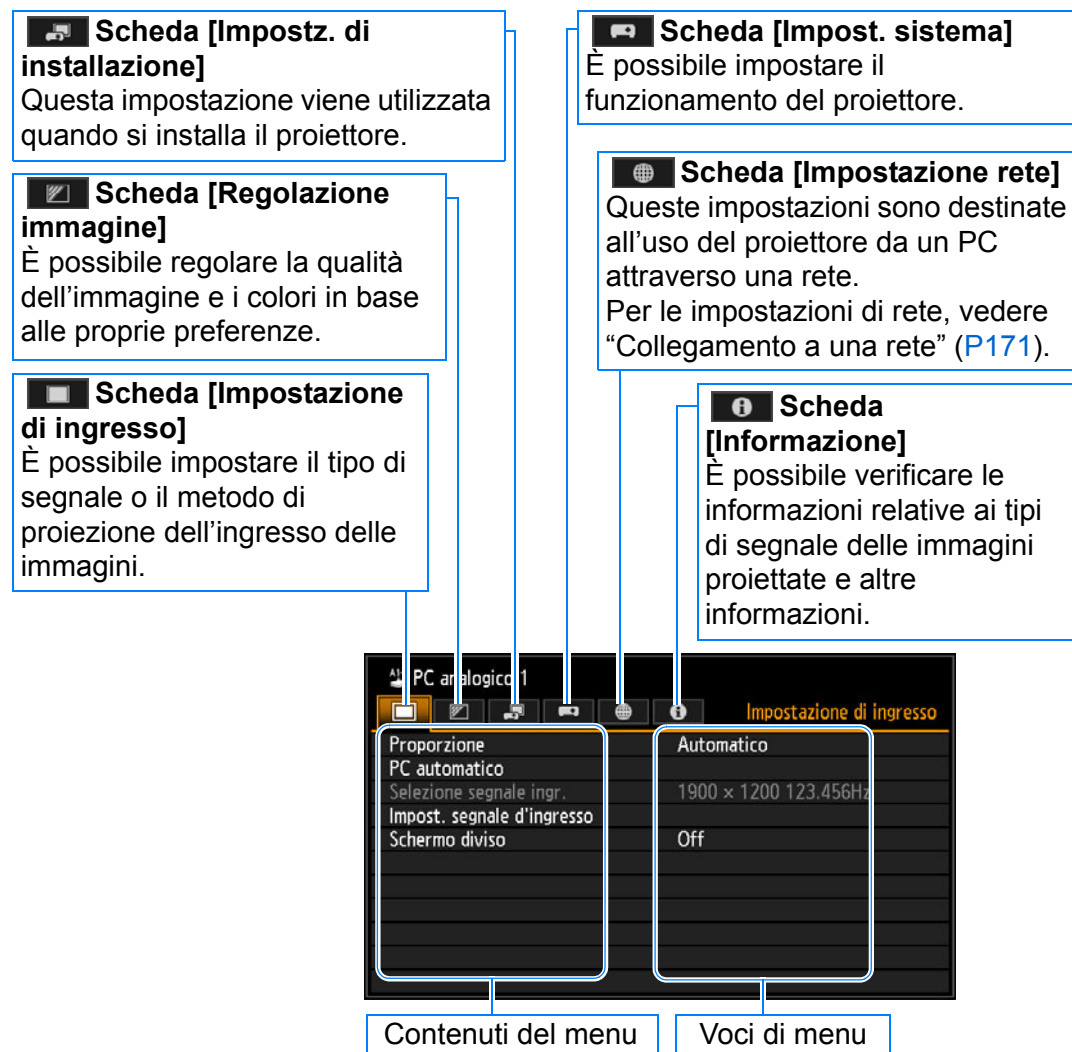 Scheda [Impostz. di
installazione]
Questa impostazione viene utilizzata
quando si installa il proiettore.
Scheda [Regolazione
immagine]
È possibile regolare la qualità
dell’immagine e i colori in base
alle proprie preferenze.
Scheda [Impostazione
di ingresso]
È possibile impostare il tipo di
segnale o il metodo di
proiezione dell’ingresso delle
immagini.
Scheda [Impost. sistema]
È possibile impostare il
funzionamento del proiettore.
Scheda [Impostazione rete]
Queste impostazioni sono destinate
all’uso del proiettore da un PC
attraverso una rete.
Per le impostazioni di rete, vedere
“Collegamento a una rete” (P171).
Scheda
[Informazione]
È possibile verificare le
informazioni relative ai tipi
di segnale delle immagini
proiettate e altre
informazioni.
A1 PC analogico 1
Impostazione di ingresso
Proporzione Automatico
PC automatico
Selezione segnale ingr. 1900 × 1200 123.456Hz
Impost. segnale d'ingresso
Schermo diviso Off
Contenuti del menu Voci di menu